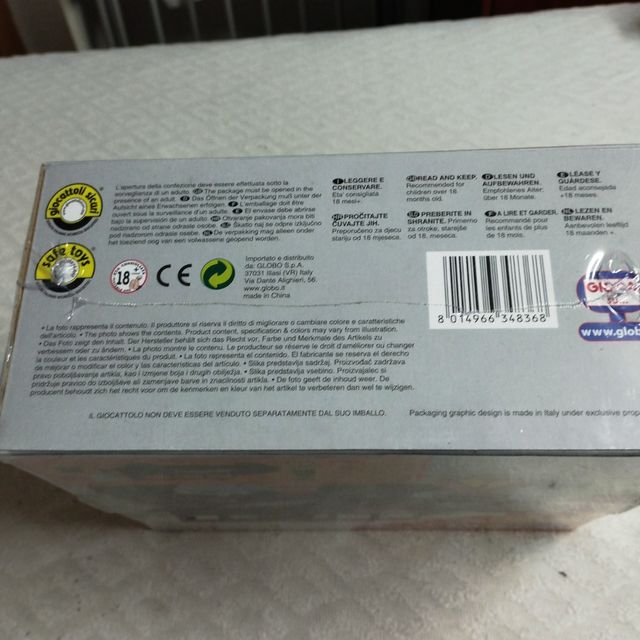 giocattoli sicuri
safe toys
L'apertura della confezione deve essere effettuata sotto la
sorveglianza di un adulto. GB The package must be opened in the
presence of an adult. D Das Öffnen der Verpackung muß unter der
Aufsicht eines Erwachsenen erfolgen. F L'emballage doit être
ouvert sous la surveillance d'un adulte. E El envase debe abrirse
bajo la supervisión de un adulto. Otvaranje pakovanja mora biti
pod nadzorom odrasle osobe. Škatlo naj se odpre izključno
pod nadzorom odrasle osebe. NL De verpakking mag alleen onder
het toeziend oog van een volwassene geopend worden.
I LEGGERE E
CONSERVARE.
Eta' consigliata
18 mesi+
GB READ AND KEEP.
Recommended for
children over 18
months old.
D LESEN UND
AUFBEWAHREN.
Empfohlenes Alter:
über 18 Monate.
E LÉASE Y
GUÁRDESE.
Edad aconsejada
+18 meses.
PROČITAJTE
ČUVAJTE JIH.
Preporučeno za djecu
stariju od 18 mjeseci.
PREBERITE IN
SHRANITE. Primerno
za otroke, starejše
od 18. meseca.
F A LIRE ET GARDER.
Recommandé pour
les enfants de plus
de 18 mois.
NL LEZEN EN
BEWAREN.
Aanbevolen leeftijd
18 maanden +.
18
CE
Importato e distribuito
da: GLOBO S.p.A.
37031 Illasi (VR) Italy
Via Dante Alighieri, 56.
www.globo.it
made in China
8 014966 348368
www.glob
• La foto rappresenta il contenuto. Il produttore si riserva il diritto di migliorare o cambiare colore e caratteristiche
dell'articolo. • The photo shows the contents. Product content, specification & colors may vary from illustration.
• Das Foto zeigt den Inhalt. Der Hersteller behält sich das Recht vor, Farbe und Merkmale des Artikels zu
verbessern oder zu ändern. • La photo montre le contenu. Le producteur se réserve le droit d'améliorer ou changer
la couleur et les caractéristiques du produit. • La foto representa el contenido. El fabricante se reserva el derecho
de mejorar o modificar el color y las características del artículo. • Slika predstavlja sadržaj. Proizvođač zadržava
pravo poboljšavanja artikla, kao i izmjene boja i drugih obilježja. • Slika predstavlja vsebino. Proizvajalec si
pridržuje pravico do izboljšave ali zamenjave barve in značilnosti artikla. • De foto geeft de inhoud weer. De
producent behoudt zich het recht voor om de kenmerken en kleur van het artikel te verbeteren dan wel te wijzigen.
IL GIOCATTOLO NON DEVE ESSERE VENDUTO SEPARATAMENTE DAL SUO IMBALLO.
Packaging graphic design is made in Italy under exclusive prop